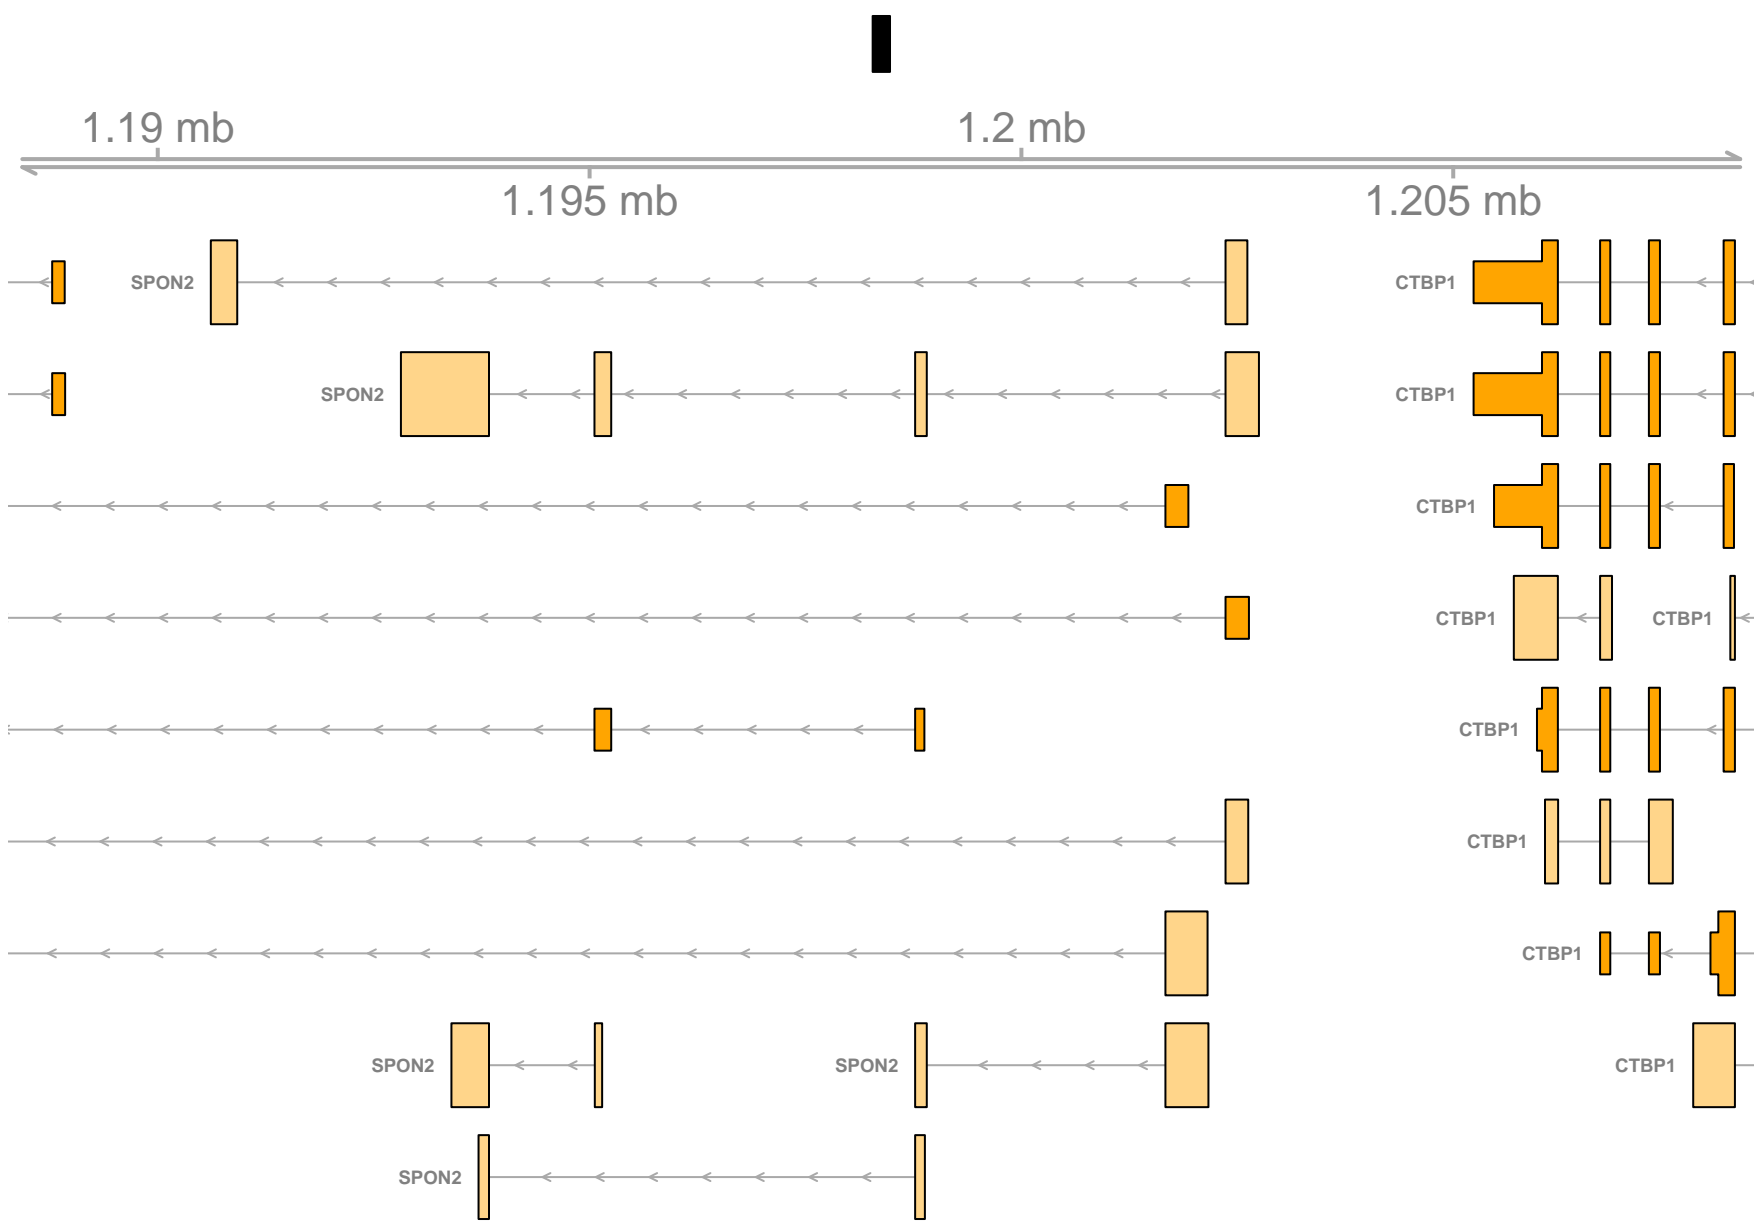 1.19 mb 1.2 mb
1.195 mb 1.205 mb
SPON2 CTBP1
SPON2 CTBP1
CTBP1
CTBP1 CTBP1
CTBP1
CTBP1
CTBP1
SPON2 SPON2 CTBP1
SPON2